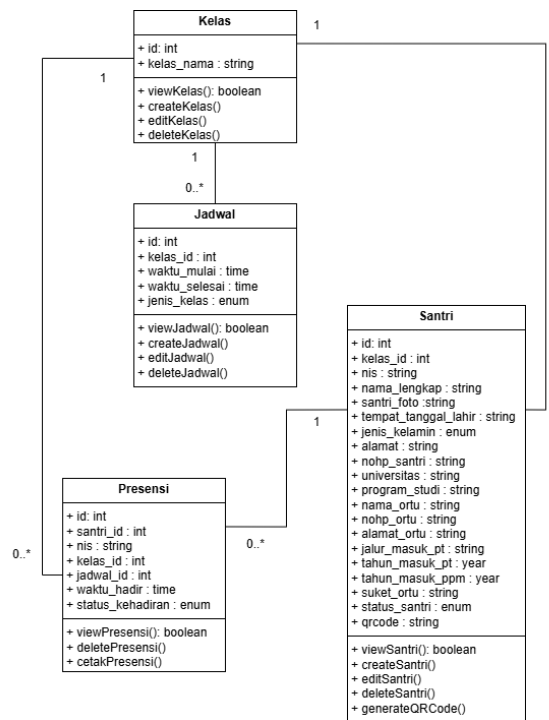 Kelas
+ id: int
+ kelas_nama : string
+ viewKelas(): boolean
+ createKelas()
+ editKelas()
+ deleteKelas()
1
1
1
0..*
Jadwal
+ id: int
+ kelas_id : int
+ waktu_mulai : time
+ waktu_selesai : time
+ jenis_kelas : enum
+ viewJadwal(): boolean
+ createJadwal()
+ editJadwal()
+ deleteJadwal()
Santri
+ id: int
+ kelas_id : int
+ nis : string
+ nama_lengkap : string
+ santri_foto :string
+ tempat_tanggal_lahir : string
+ jenis_kelamin : enum
+ alamat : string
+ nohp_santri : string
+ universitas : string
+ program_studi : string
+ nama_ortu : string
+ nohp_ortu : string
+ alamat_ortu : string
+ jalur_masuk_pt : string
+ tahun_masuk_pt : year
+ tahun_masuk_ppm : year
+ suket_ortu : string
+ status_santri : enum
+ qrcode : string
+ viewSantri(): boolean
+ createSantri()
+ editSantri()
+ deleteSantri()
+ generateQRCode()
1
0..*
0..*
Presensi
+ id: int
+ santri_id : int
+ nis : string
+ kelas_id : int
+ jadwal_id : int
+ waktu_hadir : time
+ status_kehadiran : enum
+ viewPresensi(): boolean
+ deletePresensi()
+ cetakPresensi()